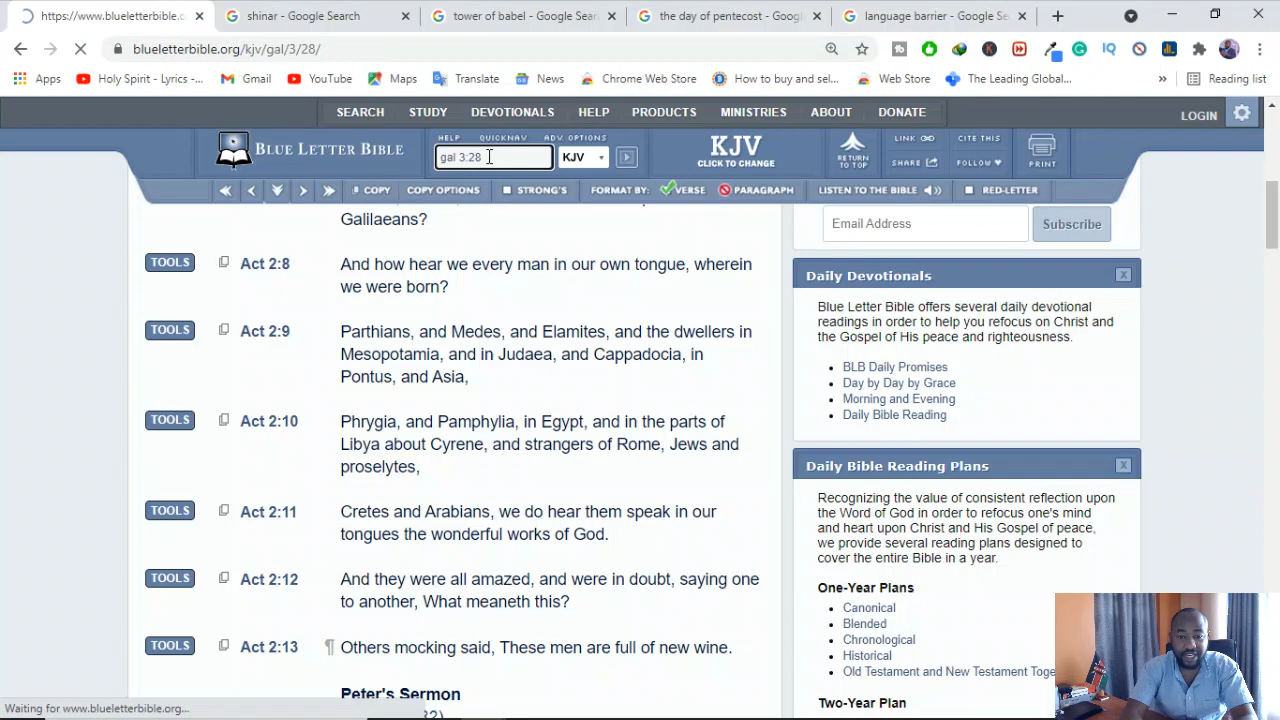 https://www.bluelétterbible.
shinar - Google Search
tower of babel - Google Sear
the day of pentecost - Googl
language barrier - Google Se
blueletterbible.org/kjv/gal/3/28/
Apps
Holy Spirit - Lyrics -...
Gmail
YouTube
Maps
Translate
News
Chrome Web Store
How to buy and sel...
Web Store
The Leading Global...
»
Reading list
SEARCH STUDY DEVOTIONALS HELP PRODUCTS MINISTRIES ABOUT DONATE
LOGIN
HELP QUICKNAV ADV. OPTIONS
BLUE LETTER BIBLE
gal 3:28
KJV
KJV
CLICK TO CHANGE
RETURN
TO TOP
LINK
CITE THIS
SHARE
FOLLOW
PRINT
COPY COPY OPTIONS STRONG'S FORMAT BY: VERSE PARAGRAPH LISTEN TO THE BIBLE RED-LETTER
Galilaeans?
TOOLS Act 2:8 And how hear we every man in our own tongue, wherein
we were born?
TOOLS Act 2:9 Parthians, and Medes, and Elamites, and the dwellers in
Mesopotamia, and in Judaea, and Cappadocia, in
Pontus, and Asia,
TOOLS Act 2:10 Phrygia, and Pamphylia, in Egypt, and in the parts of
Libya about Cyrene, and strangers of Rome, Jews and
proselytes,
TOOLS Act 2:11 Cretes and Arabians, we do hear them speak in our
tongues the wonderful works of God.
TOOLS Act 2:12 And they were all amazed, and were in doubt, saying one
to another, What meaneth this?
TOOLS Act 2:13 ¶ Others mocking said, These men are full of new wine.
Peter's Sermon
Email Address
Subscribe
Daily Devotionals
Blue Letter Bible offers several daily devotional
readings in order to help you refocus on Christ and
the Gospel of His peace and righteousness.
• BLB Daily Promises
• Day by Day by Grace
• Morning and Evening
• Daily Bible Reading
Daily Bible Reading Plans
Recognizing the value of consistent reflection upon
the Word of God in order to refocus one's mind
and heart upon Christ and His Gospel of peace,
we provide several reading plans designed to
cover the entire Bible in a year.
One-Year Plans
• Canonical
• Blended
• Chronological
• Historical
• Old Testament and New Testament Toge
Two-Year Plan
Waiting for www.blueletterbible.org...